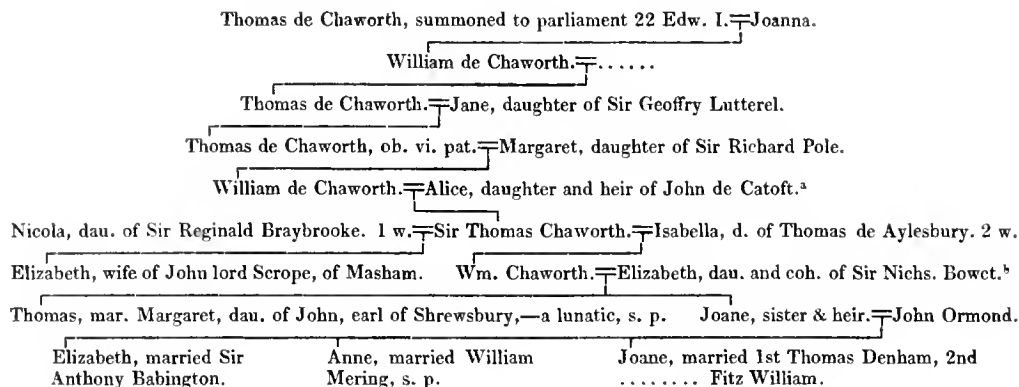 Thomas de Chaworth, summoned to parliament 22 Edw. I.=Joanna.
William de Chaworth.=......
Thomas de Chaworth.=Jane, daughter of Sir Geoffry Lutterel.
Thomas de Chaworth, ob. vi. pat.=Margaret, daughter of Sir Richard Pole.
William de Chaworth.=Alice, daughter and heir of John de Catoft.ᵃ
Nicola, dau. of Sir Reginald Braybrooke. 1 w.=Sir Thomas Chaworth.=Isabella, d. of Thomas de Aylesbury. 2 w.
Elizabeth, wife of John lord Scrope, of Masham. Wm. Chaworth.=Elizabeth, dau. and coh. of Sir Nichs. Bowet.ᵇ
Thomas, mar. Margaret, dau. of John, earl of Shrewsbury,—a lunatic, s. p. Joane, sister & heir.=John Ormond.
Elizabeth, married Sir Anne, married William Joane, married 1st Thomas Denham, 2nd
Anthony Babington. Mering, s. p. ........ Fitz William.